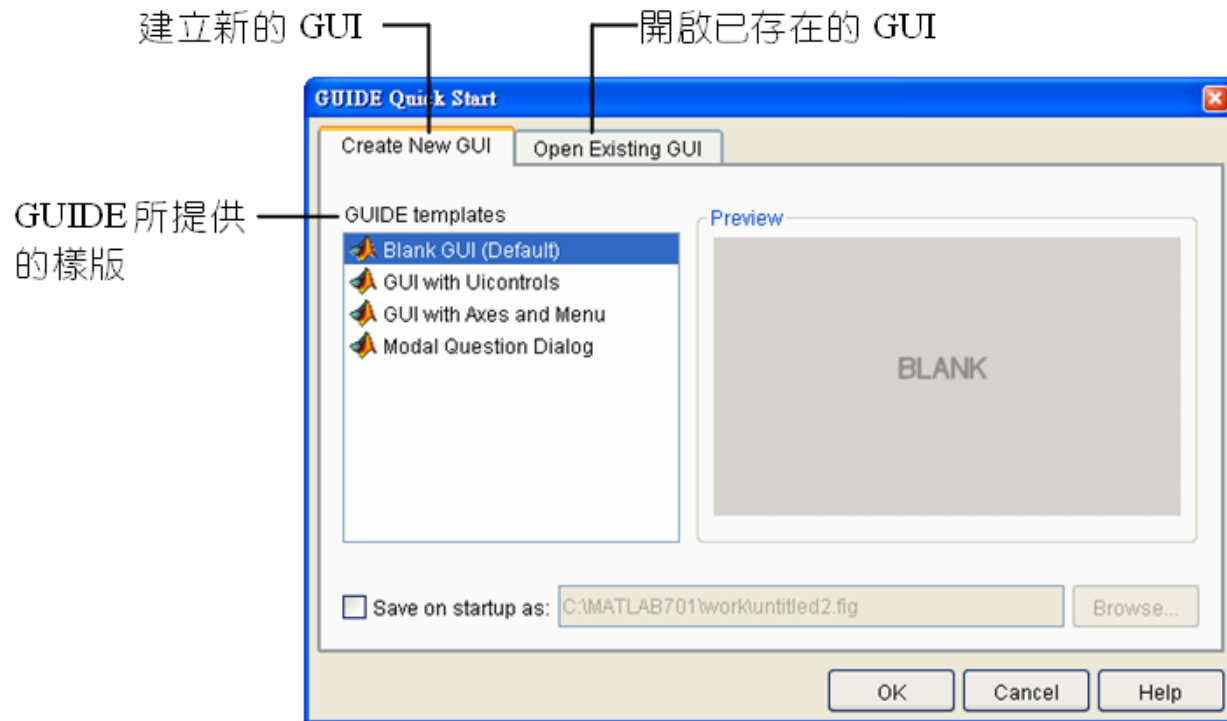 建立新的 GUI
開啟已存在的 GUI
GUIDE Quick Start
Create New GUI
Open Existing GUI
GUIDE 所提供
的樣版
GUIDE templates
Blank GUI (Default)
GUI with Uicontrols
GUI with Axes and Menu
Modal Question Dialog
Preview
BLANK
Save on startup as:
C:\MATLAB701\work\untitled2.fig
Browse...
OK
Cancel
Help